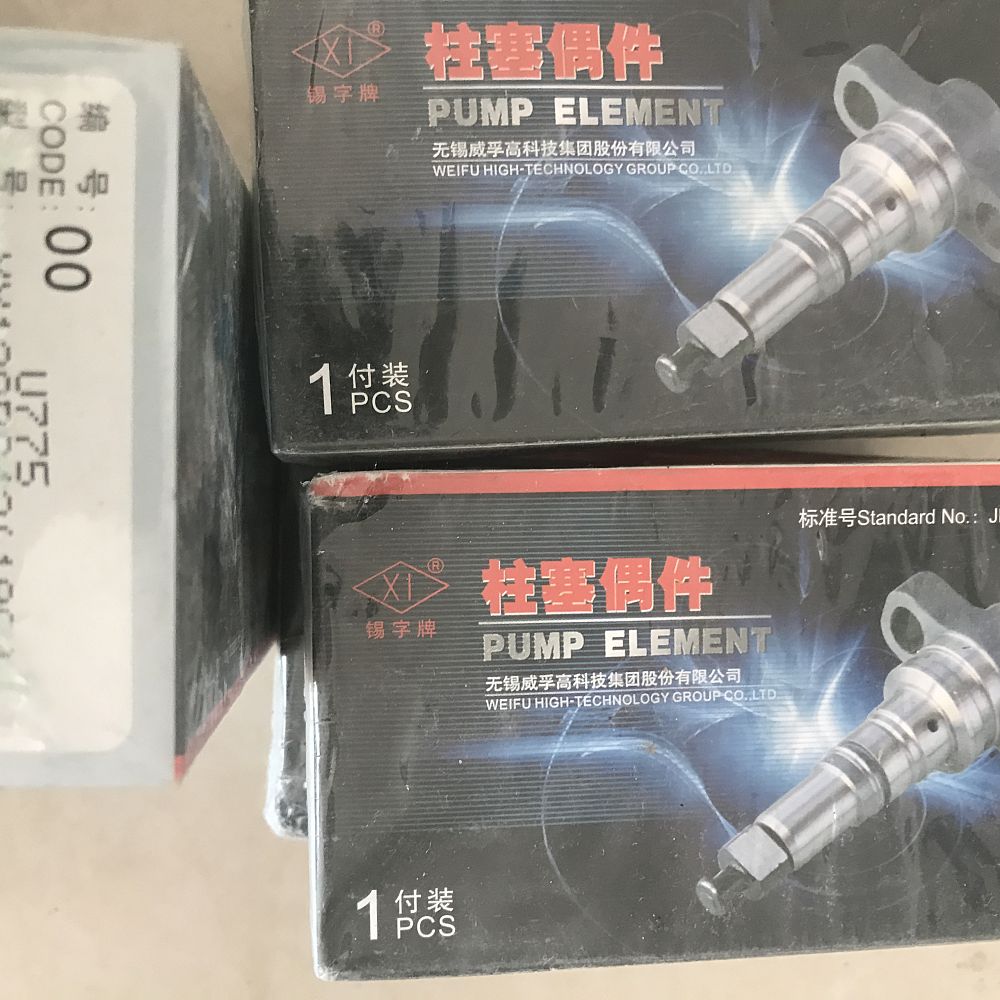 编 号:
CODE: 00 U775
型 号:
XI®
锡字牌
柱塞偶件
PUMP ELEMENT
无锡威孚高科技集团股份有限公司
WEIFU HIGH-TECHNOLOGY GROUP CO.,LTD
1 付装
PCS
标准号Standard No.:
XI®
锡字牌
柱塞偶件
PUMP ELEMENT
无锡威孚高科技集团股份有限公司
WEIFU HIGH-TECHNOLOGY GROUP CO.,LTD
1 付装
PCS